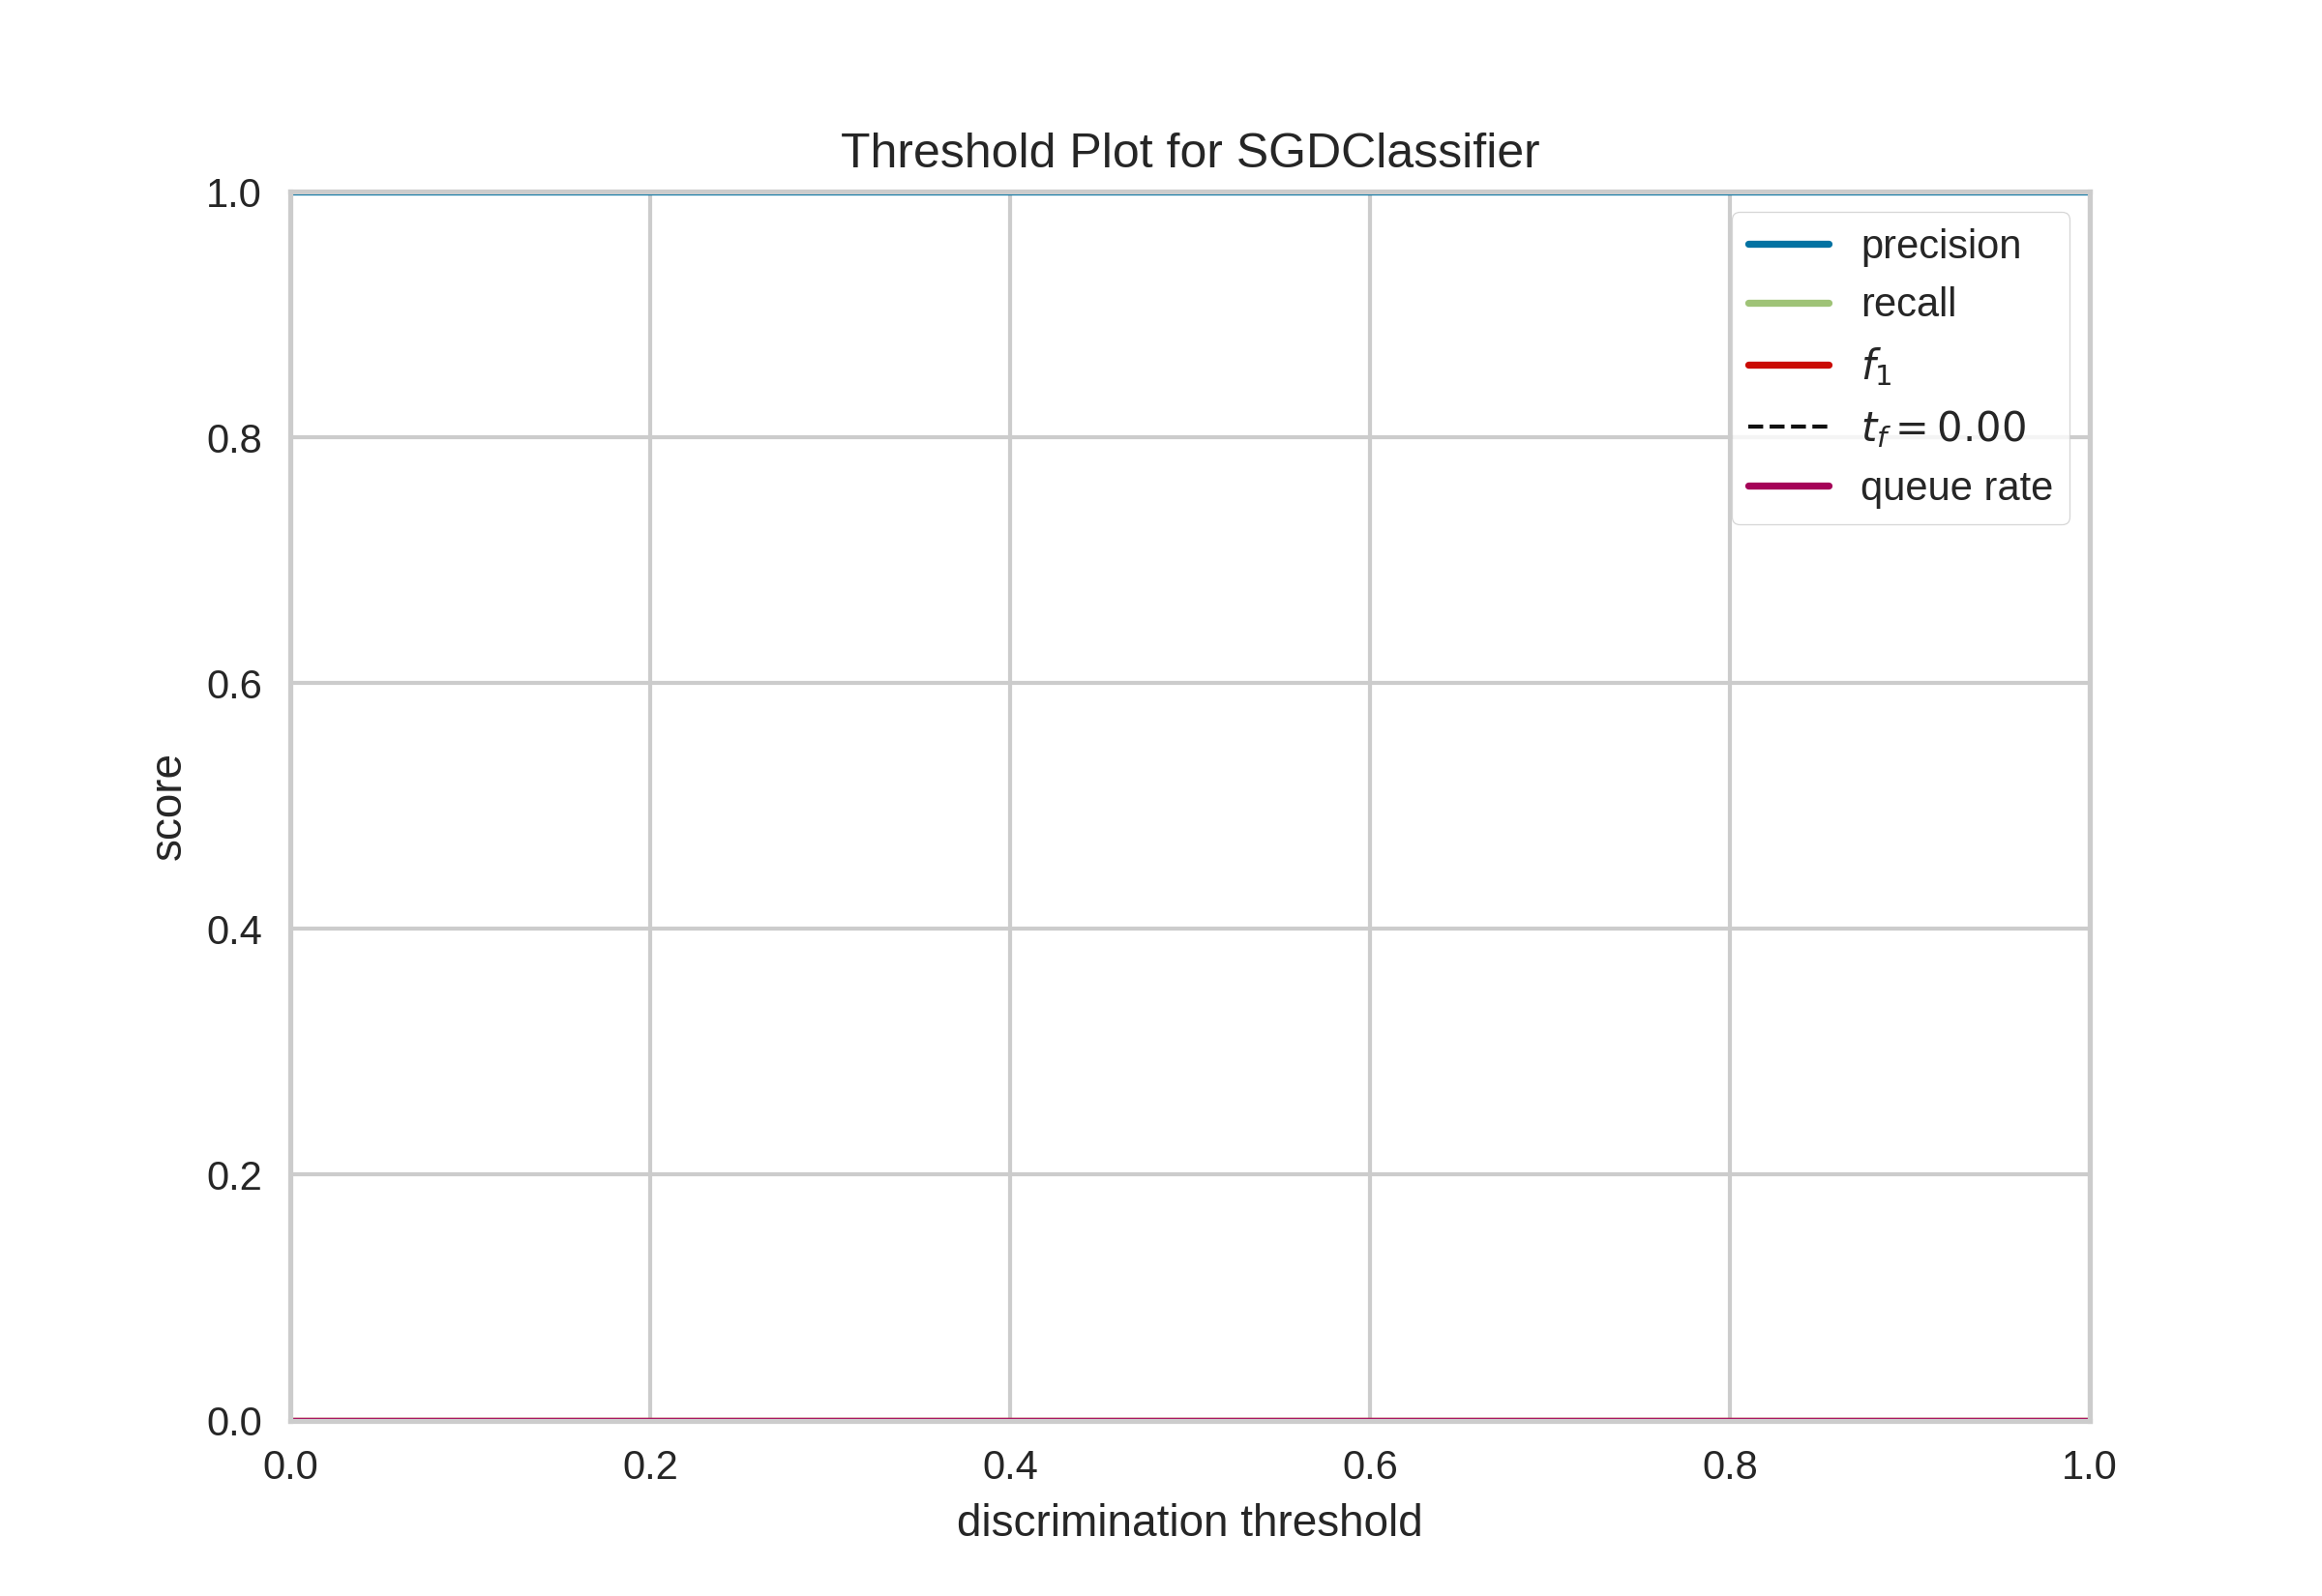 Threshold Plot for SGDClassifier
1.0
0.8
0.6
0.4
0.2
0.0
score
precision
recall
f₁
t_f = 0.00
queue rate
0.0 0.2 0.4 0.6 0.8 1.0
discrimination threshold